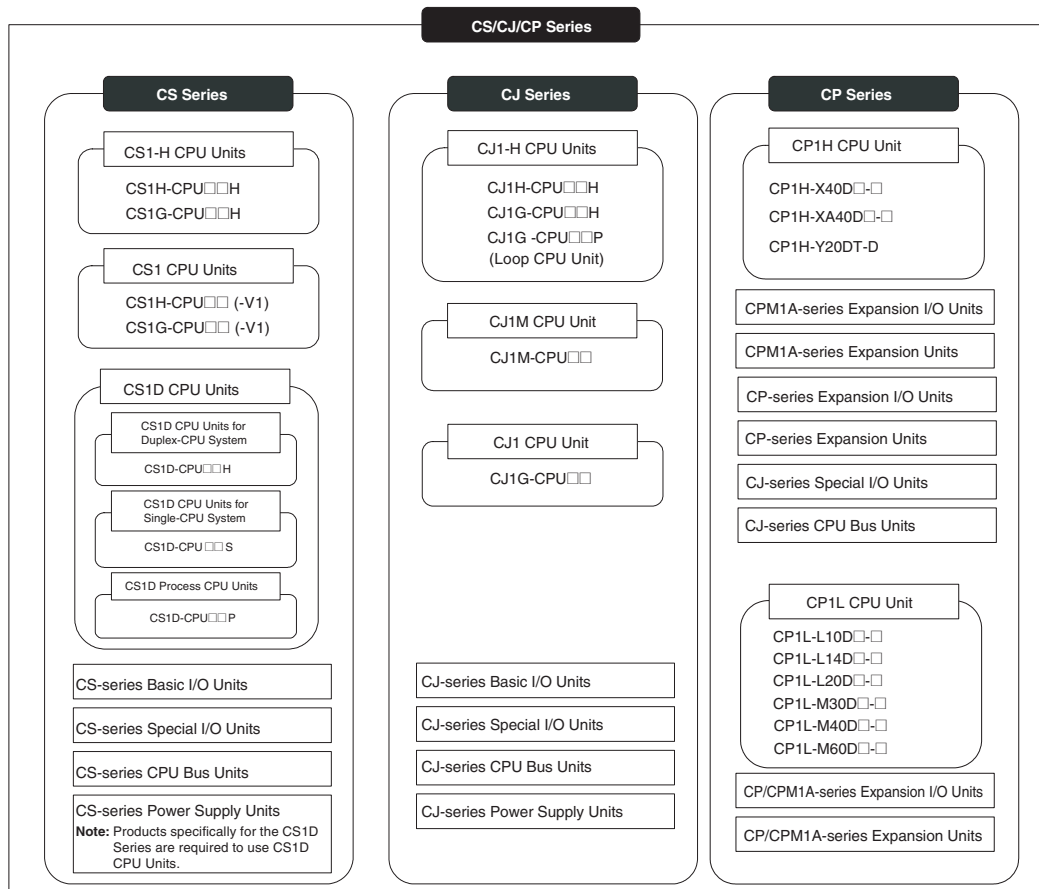 CS/CJ/CP Series
CS Series
CS1-H CPU Units
CS1H-CPU□□H
CS1G-CPU□□H
CS1 CPU Units
CS1H-CPU□□ (-V1)
CS1G-CPU□□ (-V1)
CS1D CPU Units
CS1D CPU Units for
Duplex-CPU System
CS1D-CPU□□H
CS1D CPU Units for
Single-CPU System
CS1D-CPU □□ S
CS1D Process CPU Units
CS1D-CPU□□P
CS-series Basic I/O Units
CS-series Special I/O Units
CS-series CPU Bus Units
CS-series Power Supply Units
Note: Products specifically for the CS1D
Series are required to use CS1D
CPU Units.
CJ Series
CJ1-H CPU Units
CJ1H-CPU□□H
CJ1G-CPU□□H
CJ1G -CPU□□P
(Loop CPU Unit)
CJ1M CPU Unit
CJ1M-CPU□□
CJ1 CPU Unit
CJ1G-CPU□□
CJ-series Basic I/O Units
CJ-series Special I/O Units
CJ-series CPU Bus Units
CJ-series Power Supply Units
CP Series
CP1H CPU Unit
CP1H-X40D□-□
CP1H-XA40D□-□
CP1H-Y20DT-D
CPM1A-series Expansion I/O Units
CPM1A-series Expansion Units
CP-series Expansion I/O Units
CP-series Expansion Units
CJ-series Special I/O Units
CJ-series CPU Bus Units
CP1L CPU Unit
CP1L-L10D□-□
CP1L-L14D□-□
CP1L-L20D□-□
CP1L-M30D□-□
CP1L-M40D□-□
CP1L-M60D□-□
CP/CPM1A-series Expansion I/O Units
CP/CPM1A-series Expansion Units